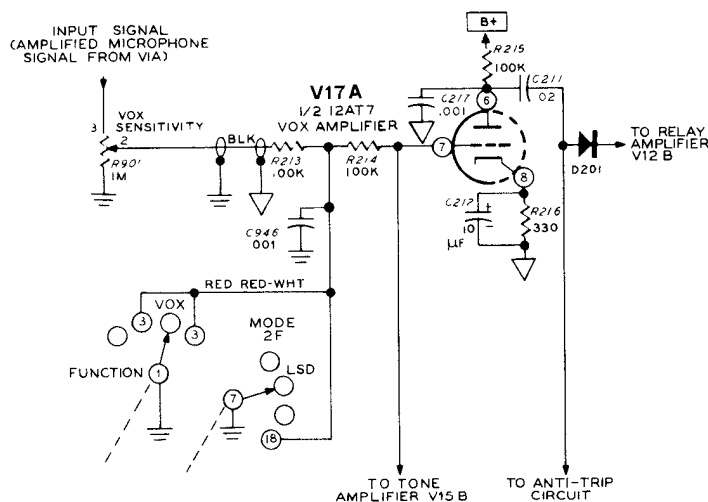 INPUT SIGNAL
(AMPLIFIED MICROPHONE
SIGNAL FROM V1A)
B+
R215
100K
C217
.001
C211
.02
V17A
1/2 12AT7
VOX AMPLIFIER
3
VOX
SENSITIVITY
2
R901
1M
BLK
R213
100K
R214
100K
6
7
8
TO RELAY
AMPLIFIER
V12B
D201
C946
.001
C212
10
μF
+
−
R216
330
RED RED-WHT
VOX
3
3
MODE
2F
LSD
FUNCTION
1
7
18
TO TONE
AMPLIFIER V15B
TO ANTI-TRIP
CIRCUIT